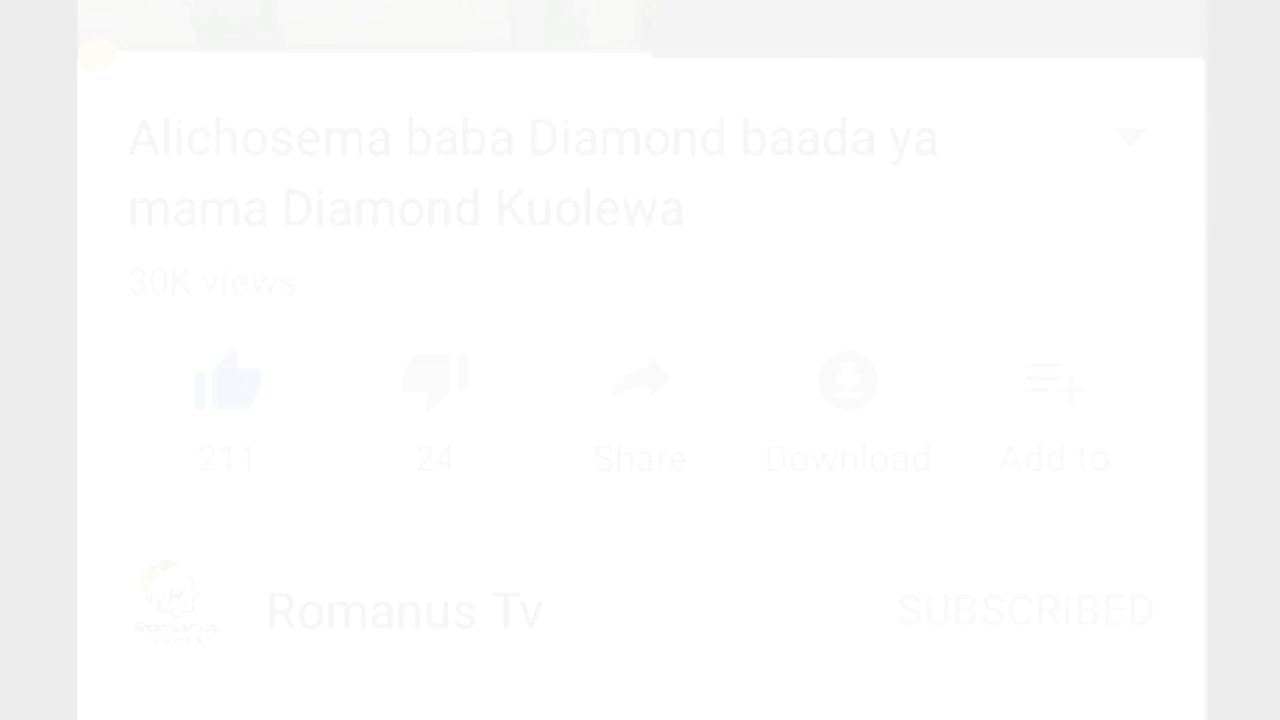 Alichosema baba Diamond baada ya
mama Diamond Kuolewa
30K views
211 24 Share Download Add to
Romanus Tv SUBSCRIBED
Romanus